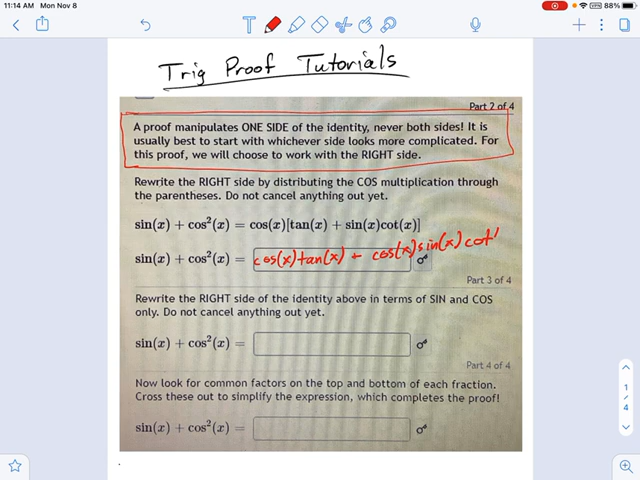 11:14 AM Mon Nov 8
VPN 88%
Trig Proof Tutorials
Part 2 of 4
A proof manipulates ONE SIDE of the identity, never both sides! It is
usually best to start with whichever side looks more complicated. For
this proof, we will choose to work with the RIGHT side.
Rewrite the RIGHT side by distributing the COS multiplication through
the parentheses. Do not cancel anything out yet.
sin(x) + cos²(x) = cos(x)[tan(x) + sin(x)cot(x)]
sin(x) + cos²(x) = cos(x)tan(x) + cos(x)sin(x)cot'
Part 3 of 4
Rewrite the RIGHT side of the identity above in terms of SIN and COS
only. Do not cancel anything out yet.
sin(x) + cos²(x) =
Part 4 of 4
Now look for common factors on the top and bottom of each fraction.
Cross these out to simplify the expression, which completes the proof!
sin(x) + cos²(x) =
1
/
4